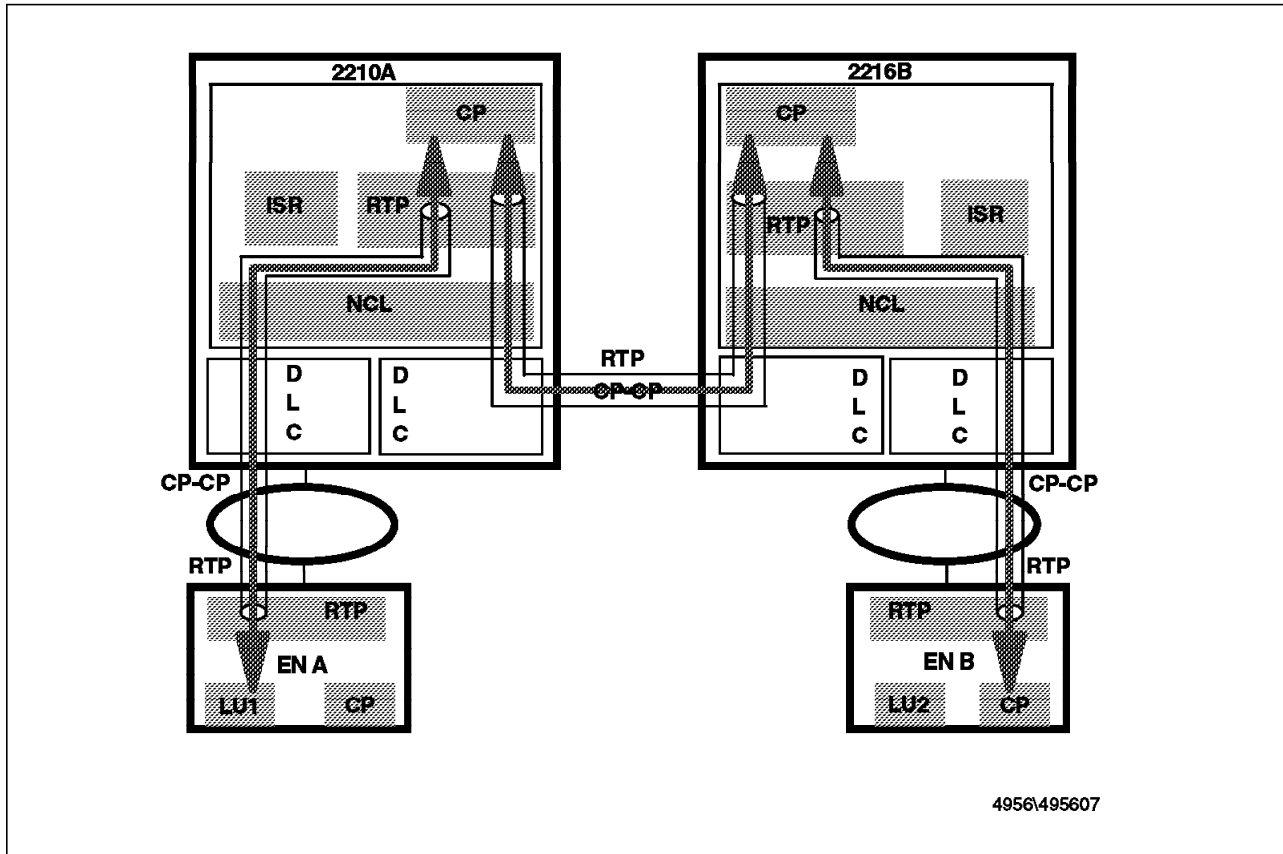 2210A
2216B
CP
CP
ISR
RTP
RTP
ISR
NCL
NCL
RTP
CP-CP
D
L
C
D
L
C
D
L
C
D
L
C
CP-CP
CP-CP
RTP
RTP
RTP
RTP
EN A
EN B
LU1
CP
LU2
CP
4956\495607